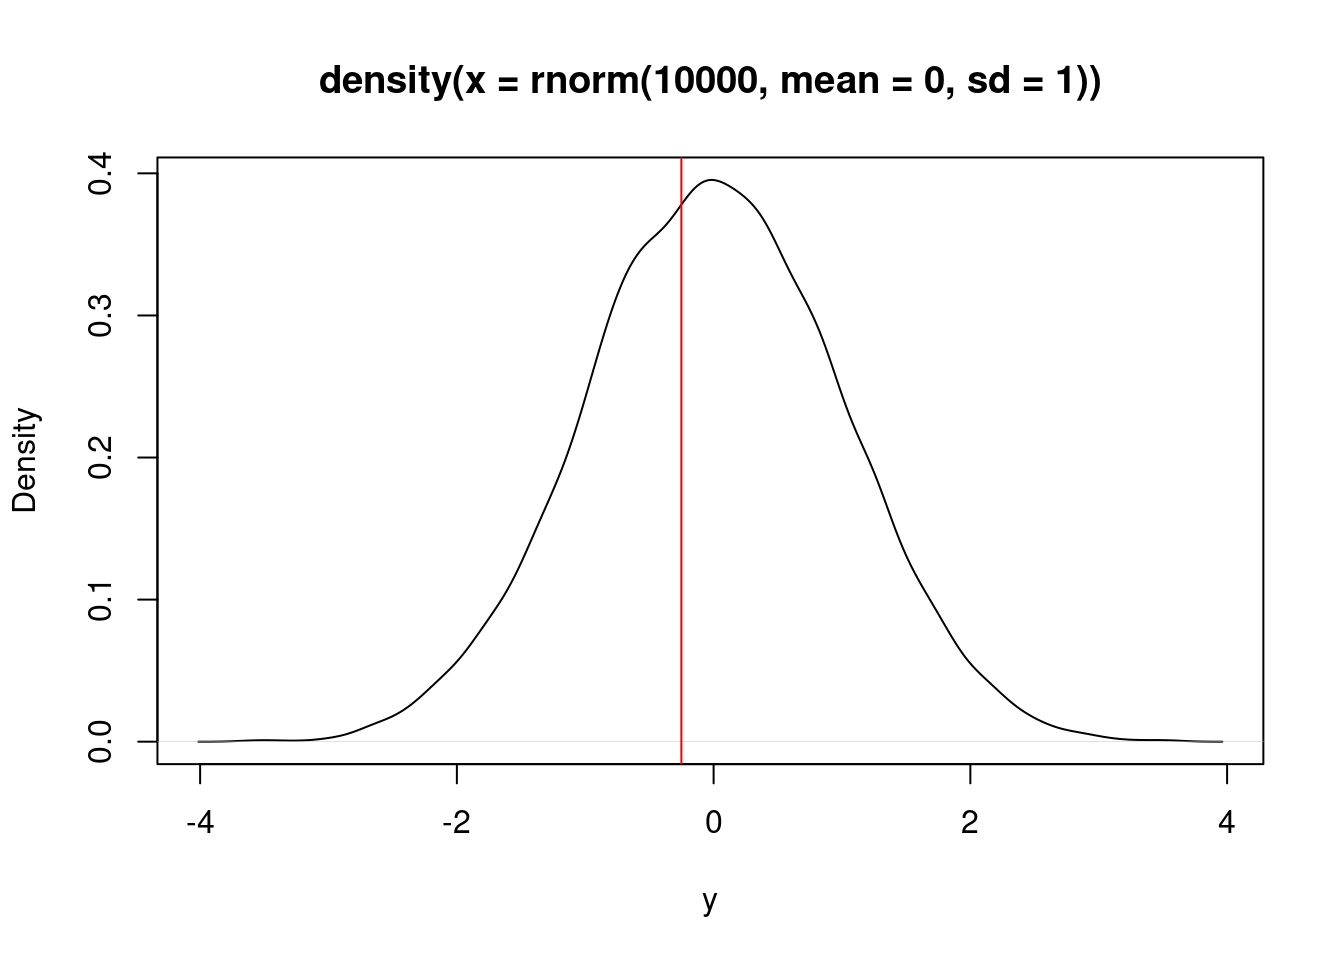 density(x = rnorm(10000, mean = 0, sd = 1))
Density
0.4
0.3
0.2
0.1
0.0
-4 -2 0 2 4
y